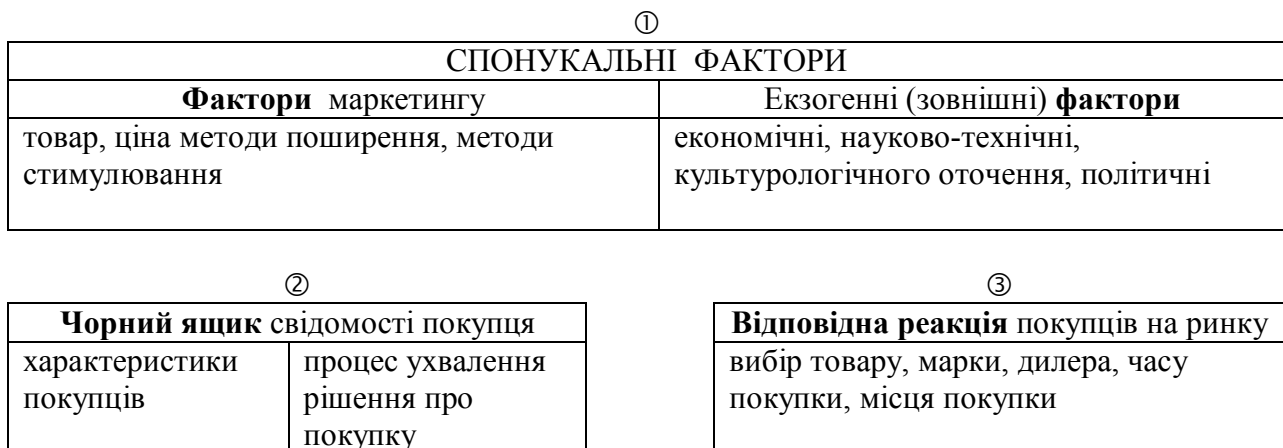 ①
СПОНУКАЛЬНІ ФАКТОРИ
Фактори маркетингу
Екзогенні (зовнішні) фактори
товар, ціна методи поширення, методи
стимулювання
економічні, науково-технічні,
культурологічного оточення, політичні
②
Чорний ящик свідомості покупця
характеристики
покупців
процес ухвалення
рішення про
покупку
③
Відповідна реакція покупців на ринку
вибір товару, марки, дилера, часу
покупки, місця покупки